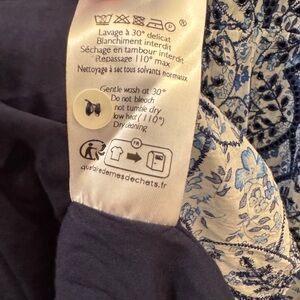 Lavage à 30° délicat
Blanchiment interdit
Séchage en tambour interdit
Repassage 110° max
Nettoyage à sec tous solvants normaux
Gentle wash at 30°
Do not bleach
not tumble dry
low heat (110°)
Dry cleaning
FR
quefairedemesdechets.fr